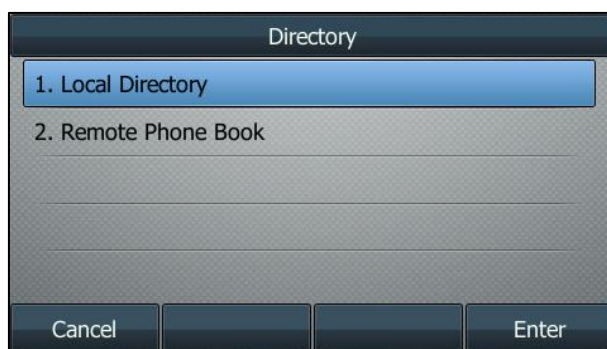 Directory
1. Local Directory
2. Remote Phone Book
Cancel Enter